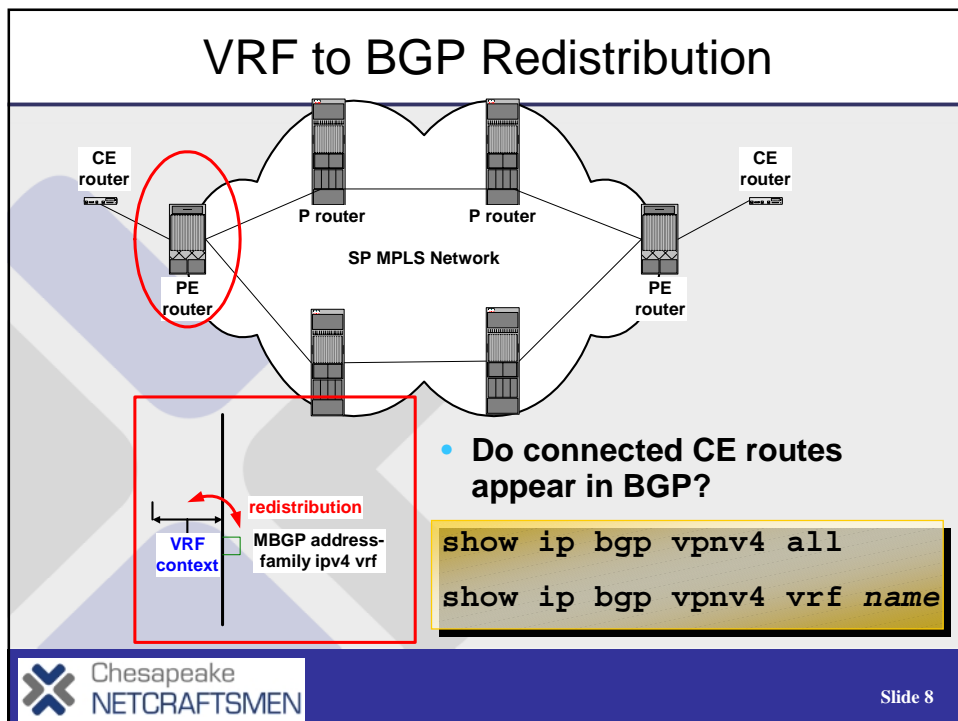 VRF to BGP Redistribution
CE
router
CE
router
P router
P router
SP MPLS Network
PE
router
PE
router
redistribution
VRF
context
MBGP address-
family ipv4 vrf
• Do connected CE routes
appear in BGP?
show ip bgp vpnv4 all
show ip bgp vpnv4 vrf name
Chesapeake
NETCRAFTSMEN
Slide 8